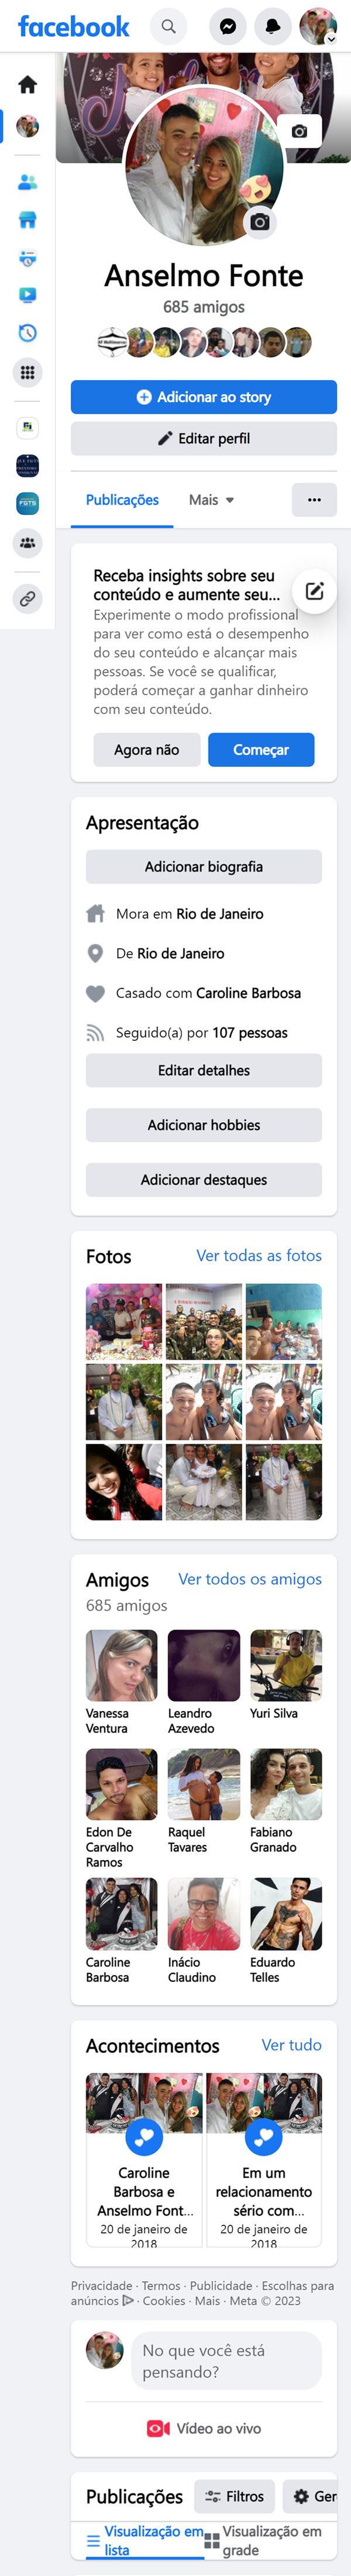 facebook
Anselmo Fonte
685 amigos
Adicionar ao story
Editar perfil
Publicações
Mais
Receba insights sobre seu
conteúdo e aumente seu...
Experimente o modo profissional
para ver como está o desempenho
do seu conteúdo e alcançar mais
pessoas. Se você se qualificar,
poderá começar a ganhar dinheiro
com seu conteúdo.
Agora não
Começar
Apresentação
Adicionar biografia
Mora em Rio de Janeiro
De Rio de Janeiro
Casado com Caroline Barbosa
Seguido(a) por 107 pessoas
Editar detalhes
Adicionar hobbies
Adicionar destaques
Fotos
Ver todas as fotos
Amigos
Ver todos os amigos
685 amigos
Vanessa
Ventura
Leandro
Azevedo
Yuri Silva
Edon De
Carvalho
Ramos
Raquel
Tavares
Fabiano
Granado
Caroline
Barbosa
Inácio
Claudino
Eduardo
Telles
Acontecimentos
Ver tudo
Caroline
Barbosa e
Anselmo Font...
20 de janeiro de
2018
Em um
relacionamento
sério com...
20 de janeiro de
2018
Privacidade · Termos · Publicidade · Escolhas para
anúncios · Cookies · Mais · Meta © 2023
No que você está
pensando?
Vídeo ao vivo
Publicações
Filtros
Ger
Visualização em
lista
Visualização em
grade